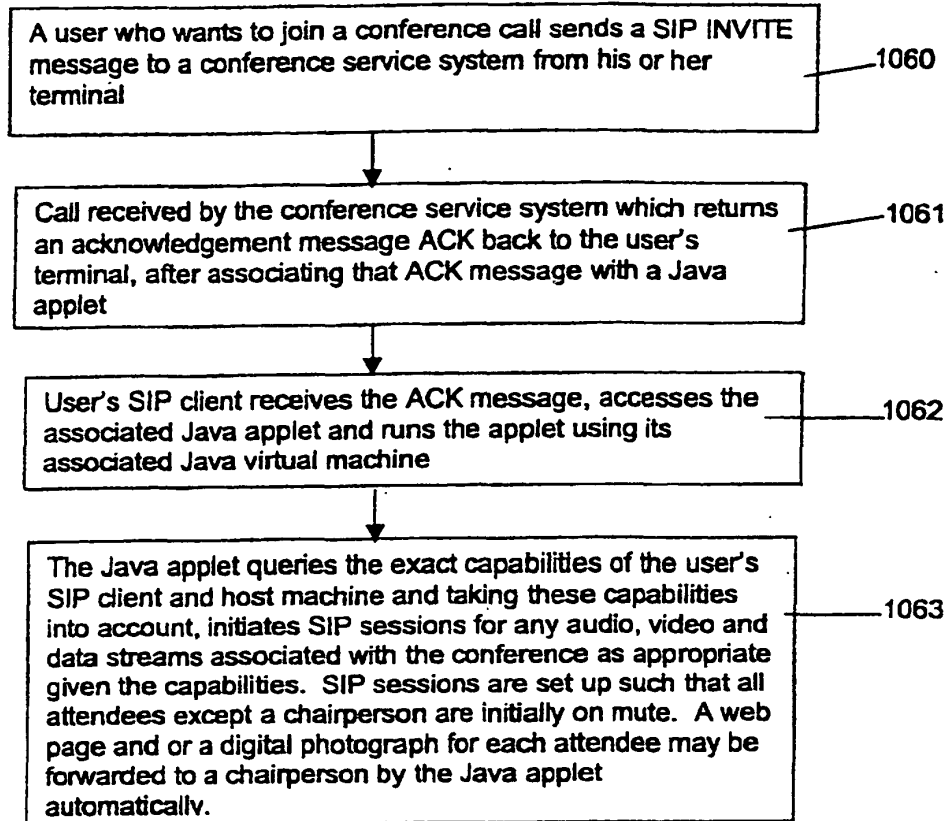 A user who wants to join a conference call sends a SIP INVITE
message to a conference service system from his or her
terminal
1060
Call received by the conference service system which returns
an acknowledgement message ACK back to the user's
terminal, after associating that ACK message with a Java
applet
1061
User's SIP client receives the ACK message, accesses the
associated Java applet and runs the applet using its
associated Java virtual machine
1062
The Java applet queries the exact capabilities of the user's
SIP client and host machine and taking these capabilities
into account, initiates SIP sessions for any audio, video and
data streams associated with the conference as appropriate
given the capabilities. SIP sessions are set up such that all
attendees except a chairperson are initially on mute. A web
page and or a digital photograph for each attendee may be
forwarded to a chairperson by the Java applet
automatically.
1063